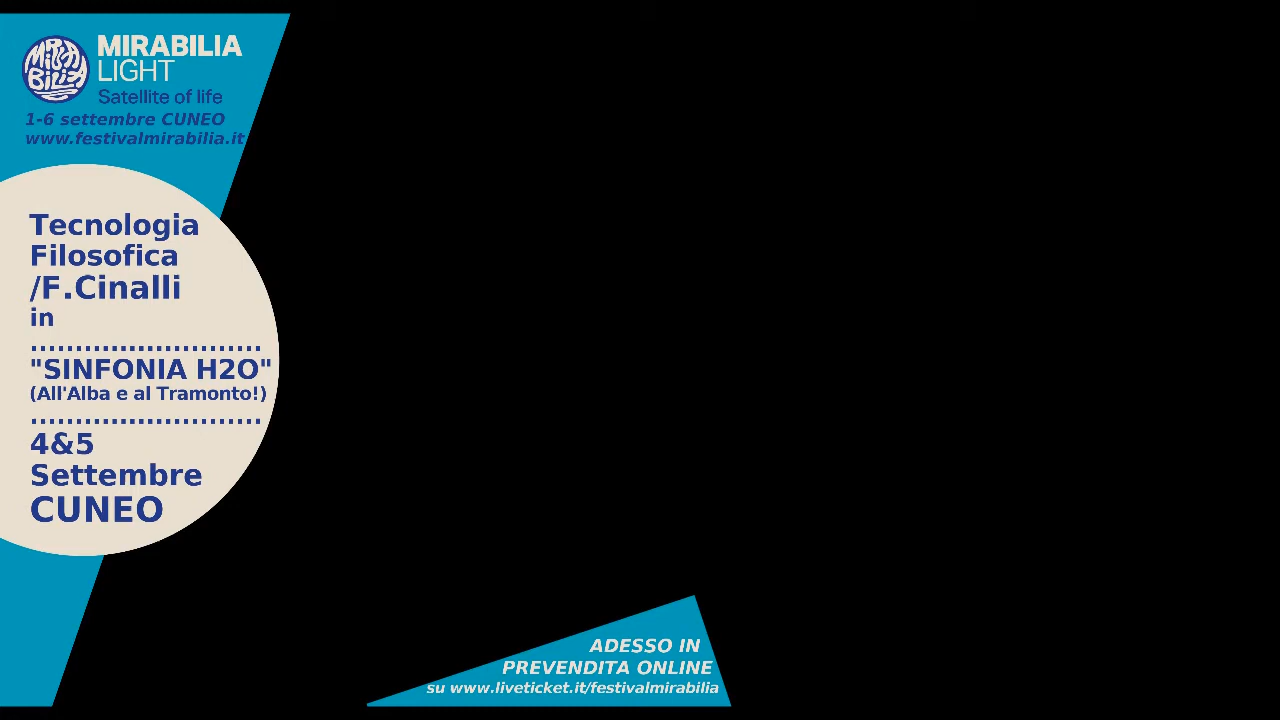 MIRABILIA
MIRABILIA
LIGHT
Satellite of life
1-6 settembre CUNEO
www.festivalmirabilia.it
Tecnologia
Filosofica
/F.Cinalli
in
..........................
"SINFONIA H2O"
(All'Alba e al Tramonto!)
..........................
4&5
Settembre
CUNEO
ADESSO IN
PREVENDITA ONLINE
su www.liveticket.it/festivalmirabilia